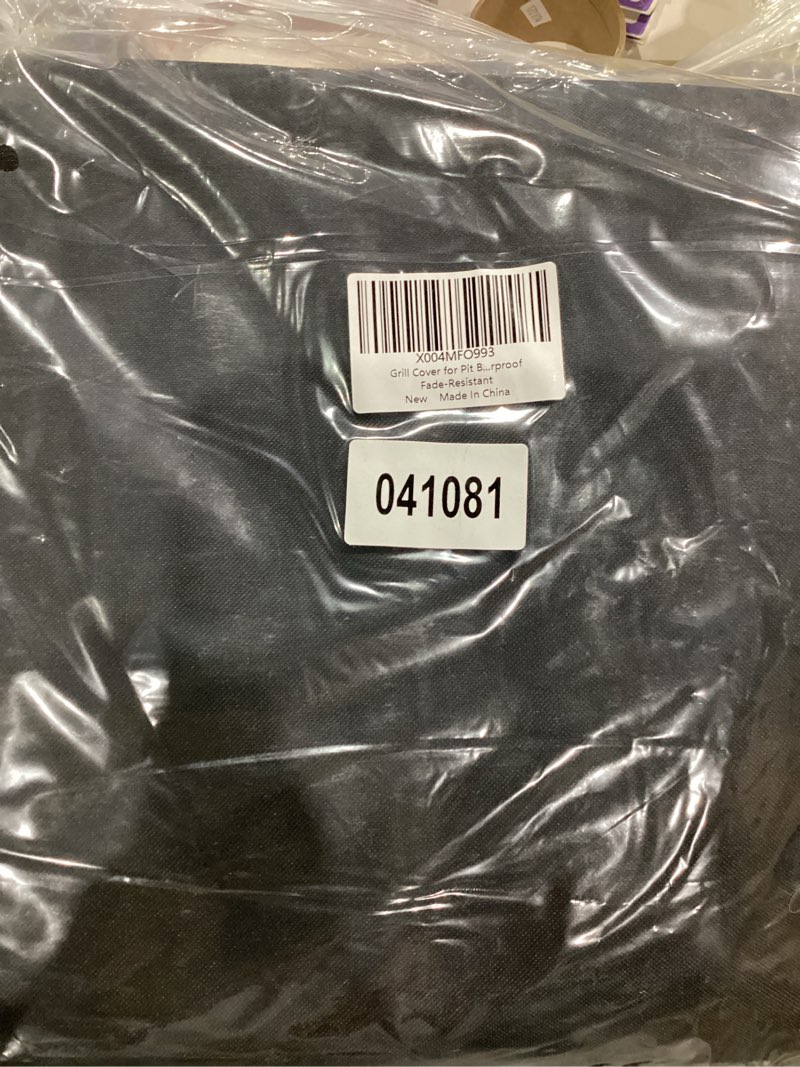 X004MFO993
Grill Cover for Pit B...rproof
Fade-Resistant
New Made In China
041081